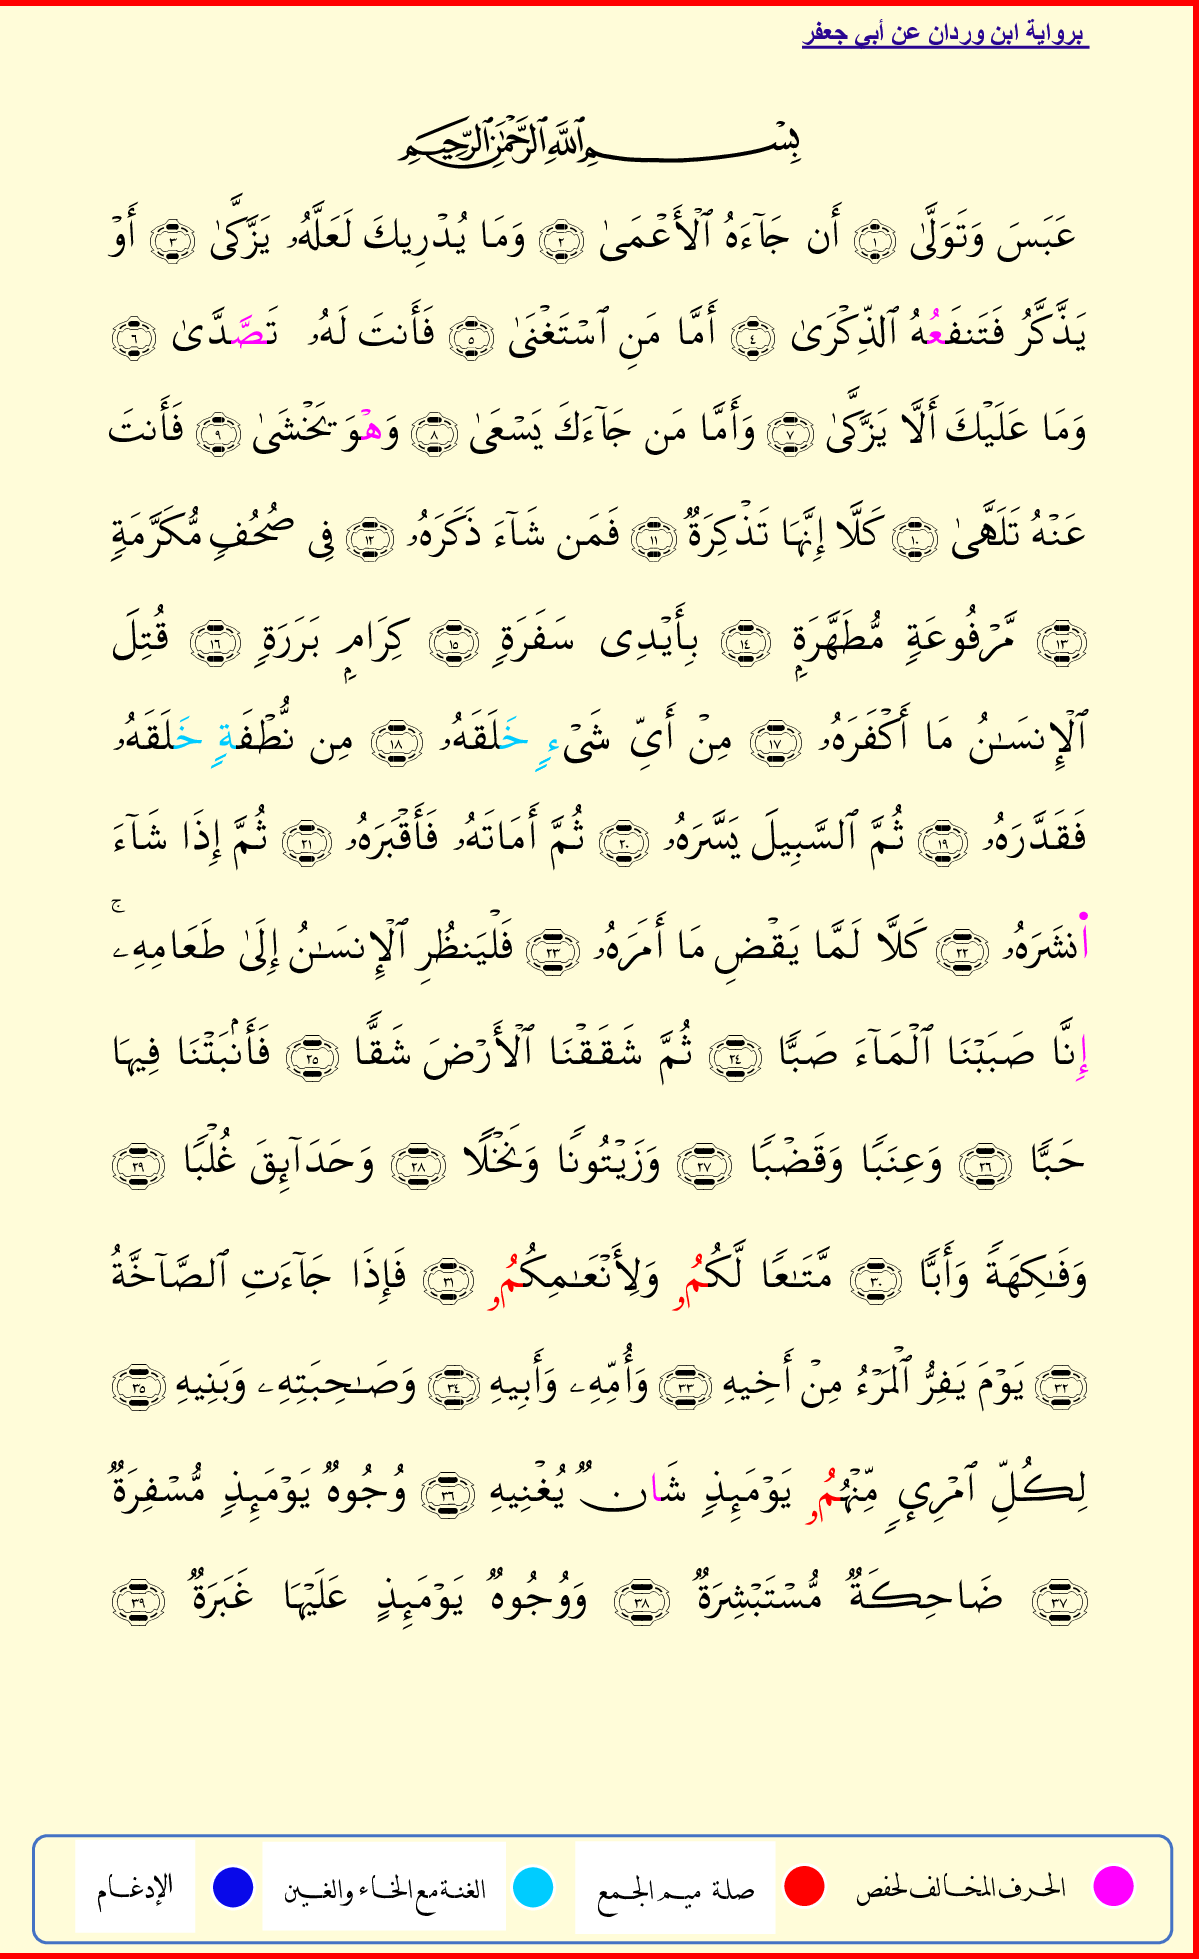 برواية ابن وردان عن أبي جعفر
بِسْمِ ٱللَّهِ ٱلرَّحْمَٰنِ ٱلرَّحِيمِ
عَبَسَ وَتَوَلَّىٰ ١ أَن جَآءَهُ ٱلْأَعْمَىٰ ٢ وَمَا يُدْرِيكَ لَعَلَّهُۥ يَزَّكَّىٰ ٣ أَوْ
يَذَّكَّرُ فَتَنفَعُهُ ٱلذِّكْرَىٰ ٤ أَمَّا مَنِ ٱسْتَغْنَىٰ ٥ فَأَنتَ لَهُۥ تَصَّدَّىٰ ٦
وَمَا عَلَيْكَ أَلَّا يَزَّكَّىٰ ٧ وَأَمَّا مَن جَآءَكَ يَسْعَىٰ ٨ وَهْوَ يَخْشَىٰ ٩ فَأَنتَ
عَنْهُ تَلَهَّىٰ ١٠ كَلَّا إِنَّهَا تَذْكِرَةٌ ١١ فَمَن شَآءَ ذَكَرَهُۥ ١٢ فِى صُحُفٍ مُّكَرَّمَةٍ
١٣ مَّرْفُوعَةٍ مُّطَهَّرَةٍۭ ١٤ بِأَيْدِى سَفَرَةٍ ١٥ كِرَامٍۭ بَرَرَةٍ ١٦ قُتِلَ
ٱلْإِنسَـٰنُ مَا أَكْفَرَهُۥ ١٧ مِنْ أَىِّ شَىْءٍ خَلَقَهُۥ ١٨ مِن نُّطْفَةٍ خَلَقَهُۥ
فَقَدَّرَهُۥ ١٩ ثُمَّ ٱلسَّبِيلَ يَسَّرَهُۥ ٢٠ ثُمَّ أَمَاتَهُۥ فَأَقْبَرَهُۥ ٢١ ثُمَّ إِذَا شَآءَ
ا۬نشَرَهُۥ ٢٢ كَلَّا لَمَّا يَقْضِ مَا أَمَرَهُۥ ٢٣ فَلْيَنظُرِ ٱلْإِنسَـٰنُ إِلَىٰ طَعَامِهِۦۚ
إِنَّا صَبَبْنَا ٱلْمَآءَ صَبًّا ٢٤ ثُمَّ شَقَقْنَا ٱلْأَرْضَ شَقًّا ٢٥ فَأَنۢبَتْنَا فِيهَا
حَبًّا ٢٦ وَعِنَبًا وَقَضْبًا ٢٧ وَزَيْتُونًا وَنَخْلًا ٢٨ وَحَدَآئِقَ غُلْبًا ٢٩
وَفَـٰكِهَةً وَأَبًّا ٣٠ مَّتَـٰعًا لَّكُمُۥ وَلِأَنْعَـٰمِكُمُۥ ٣١ فَإِذَا جَآءَتِ ٱلصَّآخَّةُ
٣٢ يَوْمَ يَفِرُّ ٱلْمَرْءُ مِنْ أَخِيهِ ٣٣ وَأُمِّهِۦ وَأَبِيهِ ٣٤ وَصَـٰحِبَتِهِۦ وَبَنِيهِ ٣٥
لِكُلِّ ٱمْرِئٍ مِّنْهُمُۥ يَوْمَئِذٍ شَانٌ يُغْنِيهِ ٣٦ وُجُوهٌ يَوْمَئِذٍ مُّسْفِرَةٌ
٣٧ ضَاحِكَةٌ مُّسْتَبْشِرَةٌ ٣٨ وَوُجُوهٌ يَوْمَئِذٍ عَلَيْهَا غَبَرَةٌ ٣٩
الحرف المخالف لحفص صلة ميم الجمع الغنة مع الخاء والغين الإدغام